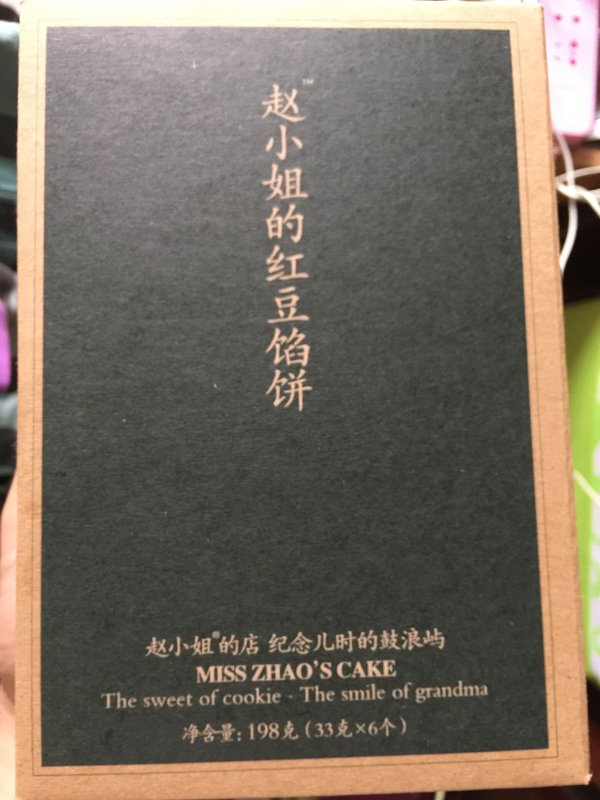 赵小姐的红豆馅饼™
赵小姐®的店 纪念儿时的鼓浪屿
MISS ZHAO'S CAKE
The sweet of cookie · The smile of grandma
净含量: 198克 (33克×6个)